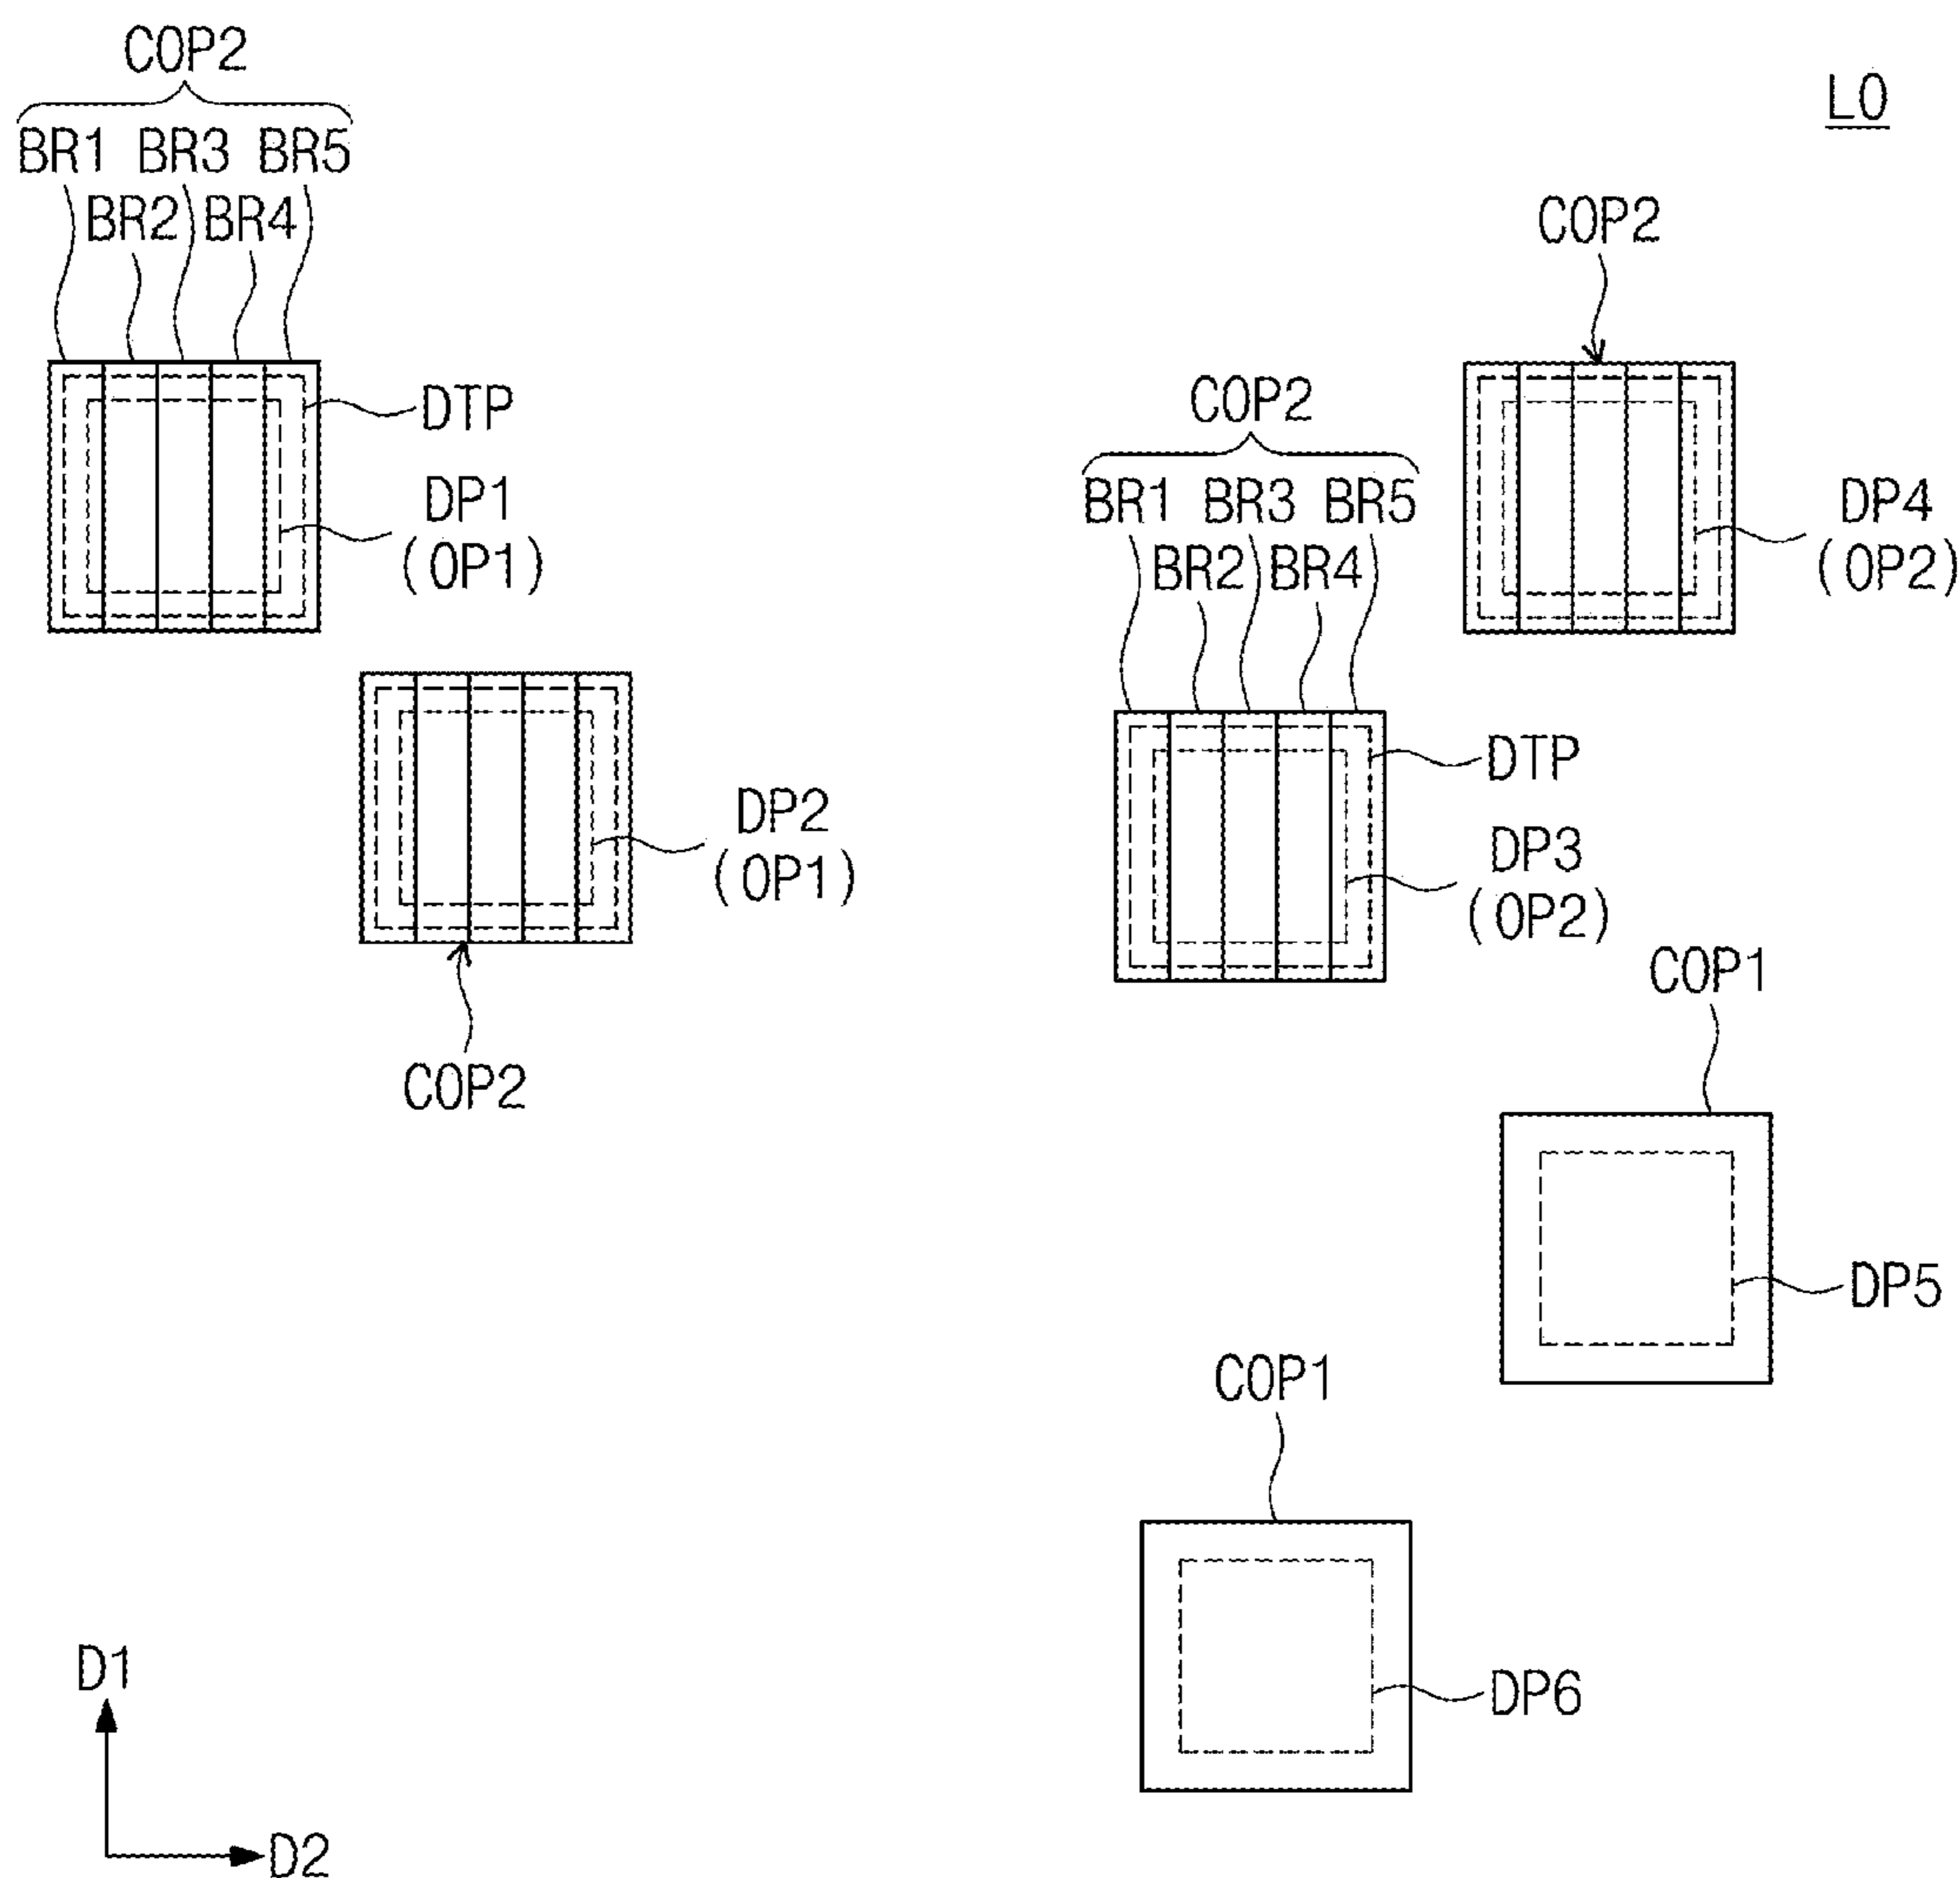 COP2
LO
BR1 BR3 BR5
BR2 BR4
COP2
DTP
COP2
DP1
(OP1)
BR1 BR3 BR5
BR2 BR4
DP4
(OP2)
DTP
DP2
(OP1)
DP3
(OP2)
COP1
COP2
DP5
COP1
D1
DP6
D2